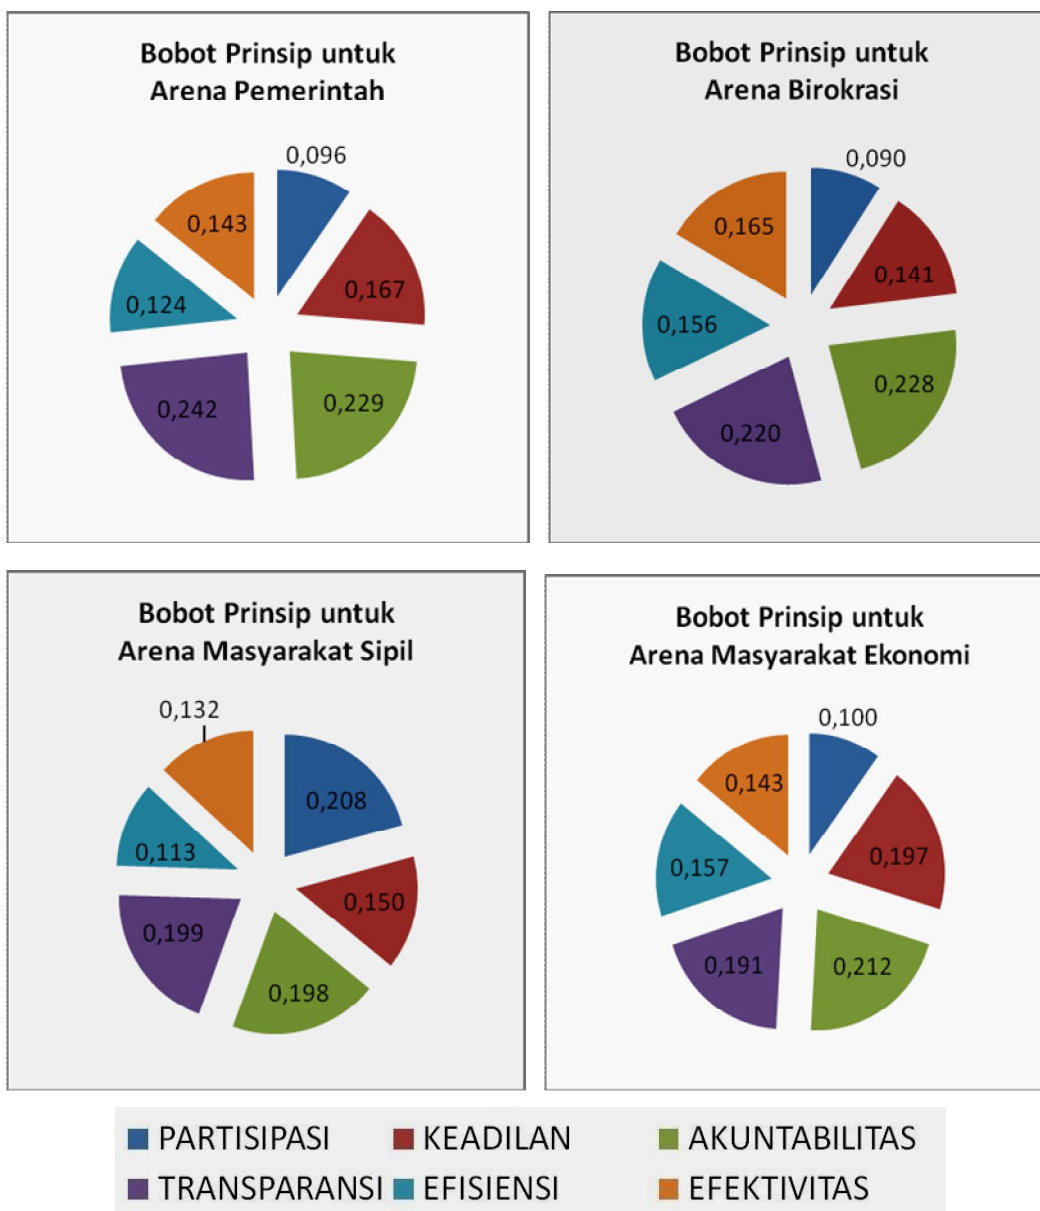 Bobot Prinsip untuk
Arena Pemerintah
0,096
0,143
0,167
0,124
0,242
0,229
Bobot Prinsip untuk
Arena Birokrasi
0,090
0,165
0,141
0,156
0,228
0,220
Bobot Prinsip untuk
Arena Masyarakat Sipil
0,132
0,208
0,113
0,150
0,199
0,198
Bobot Prinsip untuk
Arena Masyarakat Ekonomi
0,100
0,143
0,197
0,157
0,191
0,212
PARTISIPASI KEADILAN AKUNTABILITAS
TRANSPARANSI EFISIENSI EFEKTIVITAS